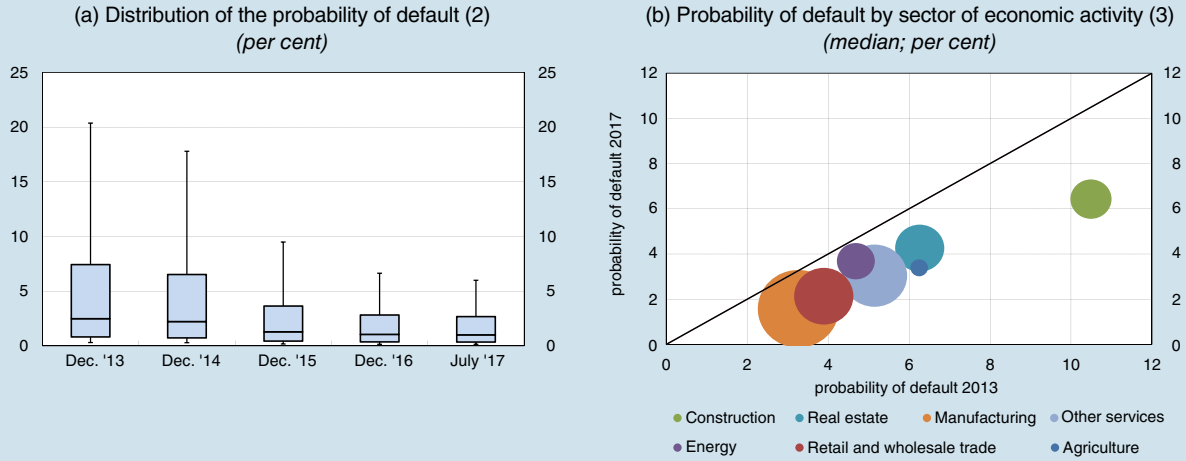 (a) Distribution of the probability of default (2)
(per cent)
25
20
15
10
5
0
25
20
15
10
5
0
Dec. '13 Dec. '14 Dec. '15 Dec. '16 July '17
(b) Probability of default by sector of economic activity (3)
(median; per cent)
probability of default 2017
12
10
8
6
4
2
0
12
10
8
6
4
2
0
0 2 4 6 8 10 12
probability of default 2013
Construction Real estate Manufacturing Other services
Energy Retail and wholesale trade Agriculture